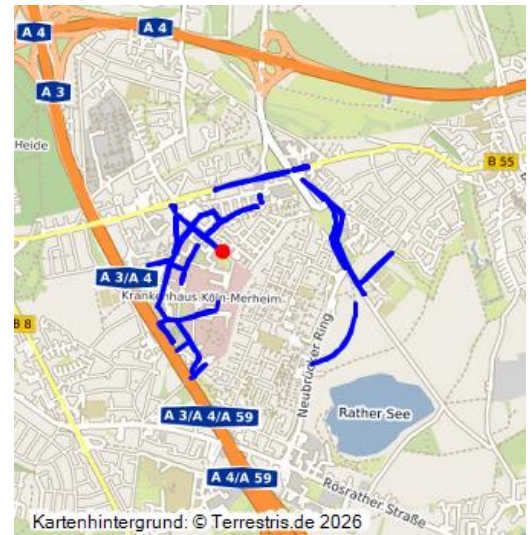 A 4
A 4
A 3
Heide
B 55
A 3/A 4
Krankenhaus Köln-Merheim
B 8
Neubrücker Ring
Rather See
A 3/A 4/A 59
A 4/A 59
Rösrather Straße
Kartenhintergrund: © Terrestris.de 2026